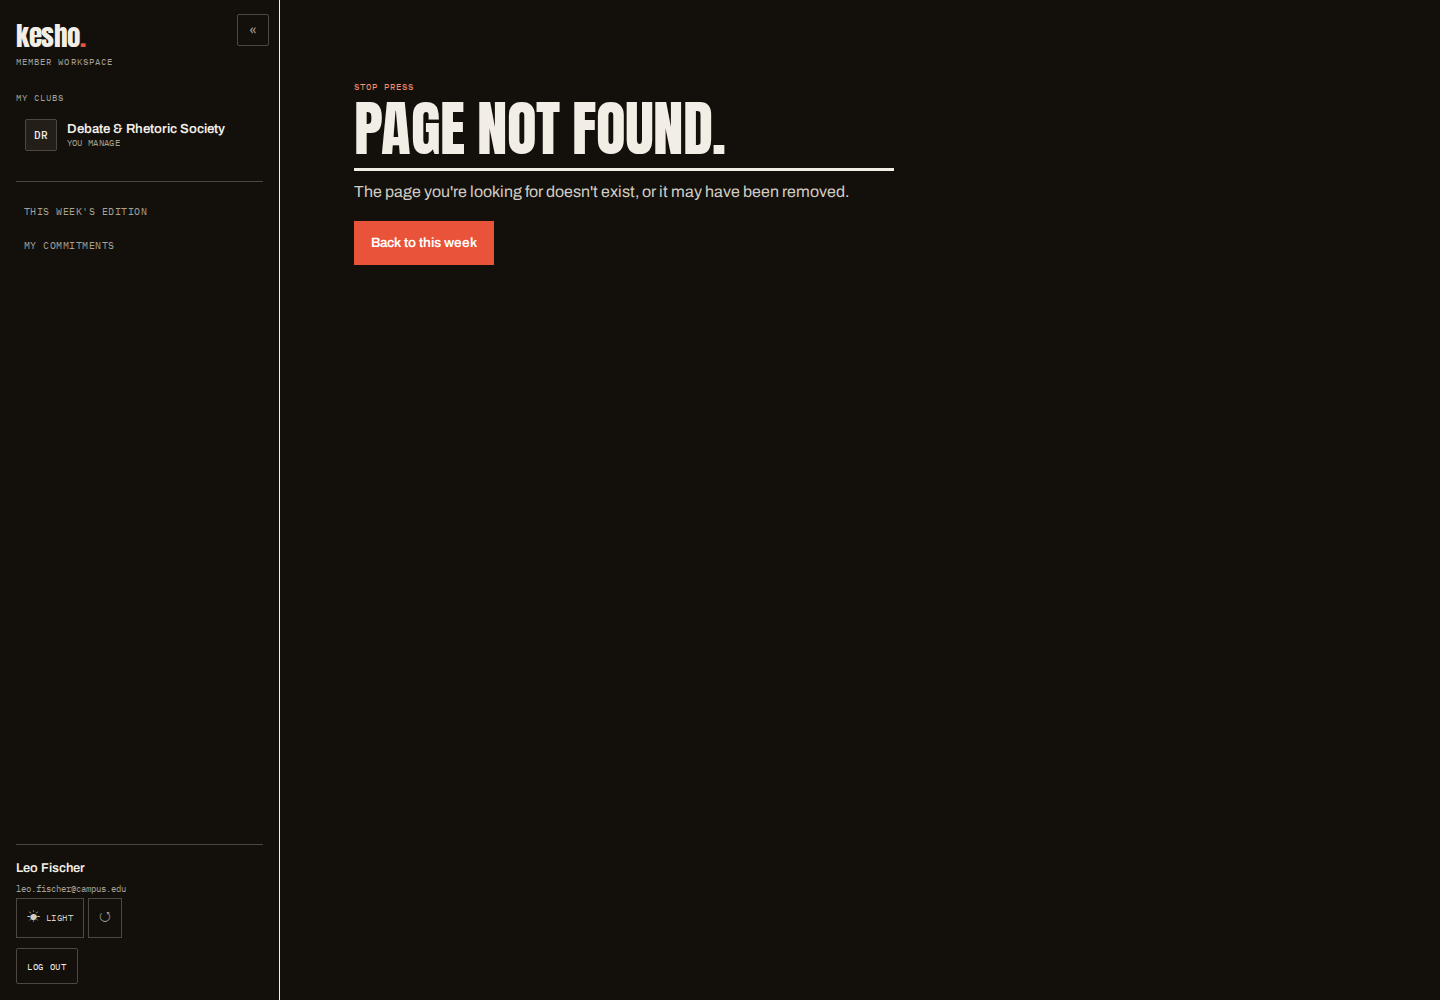 kesho.
«
MEMBER WORKSPACE
MY CLUBS
DR
Debate & Rhetoric Society
YOU MANAGE
THIS WEEK'S EDITION
MY COMMITMENTS
Leo Fischer
leo.fischer@campus.edu
LIGHT
LOG OUT
STOP PRESS
PAGE NOT FOUND.
The page you're looking for doesn't exist, or it may have been removed.
Back to this week